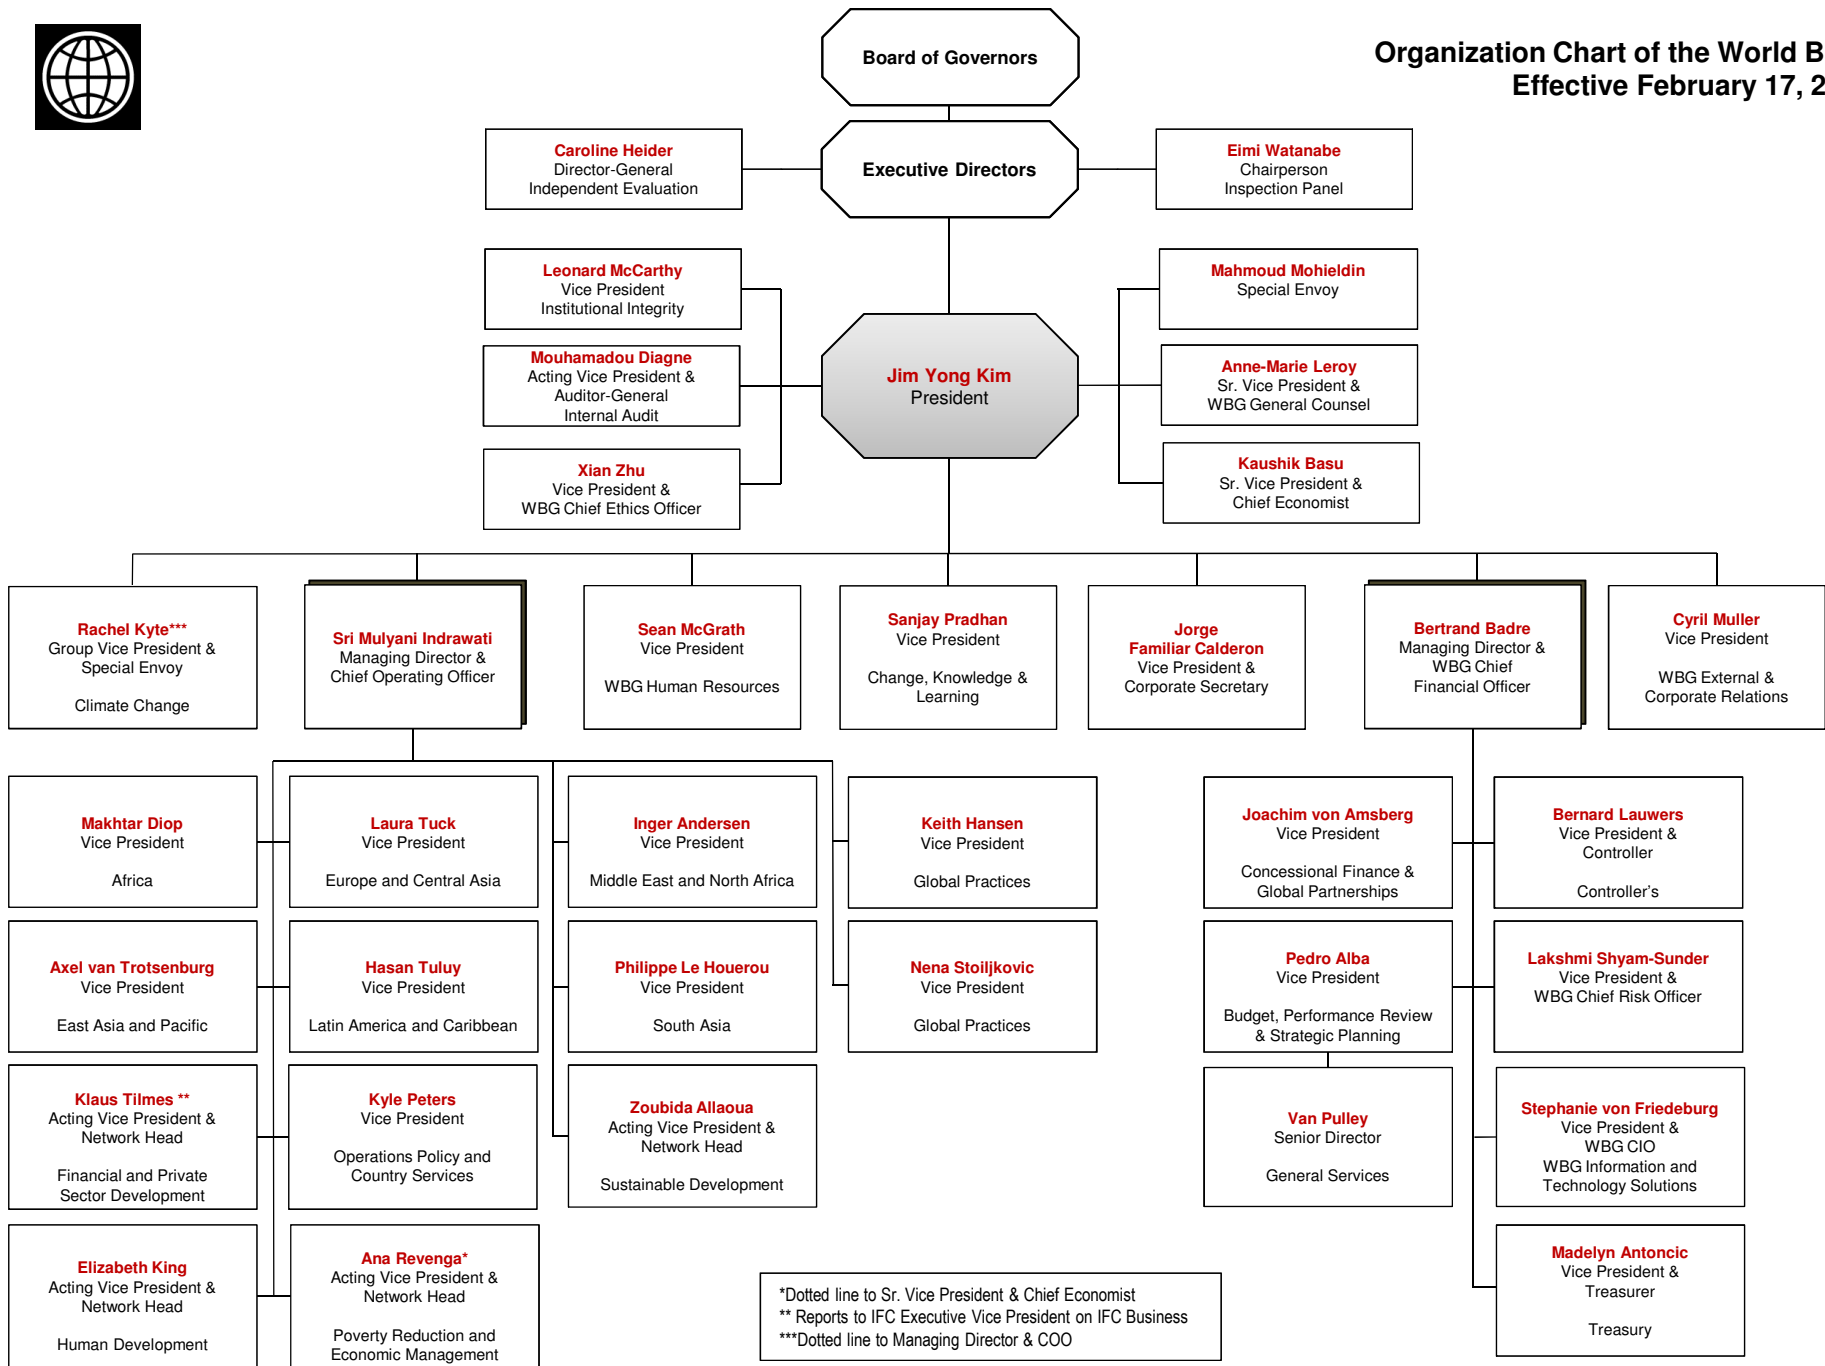 Organization Chart of the World B
Effective February 17, 2
Board of Governors
Caroline Heider
Director-General
Independent Evaluation
Executive Directors
Eimi Watanabe
Chairperson
Inspection Panel
Leonard McCarthy
Vice President
Institutional Integrity
Mahmoud Mohieldin
Special Envoy
Mouhamadou Diagne
Acting Vice President &
Auditor-General
Internal Audit
Jim Yong Kim
President
Anne-Marie Leroy
Sr. Vice President &
WBG General Counsel
Xian Zhu
Vice President &
WBG Chief Ethics Officer
Kaushik Basu
Sr. Vice President &
Chief Economist
Rachel Kyte***
Group Vice President &
Special Envoy
Climate Change
Sri Mulyani Indrawati
Managing Director &
Chief Operating Officer
Sean McGrath
Vice President
WBG Human Resources
Sanjay Pradhan
Vice President
Change, Knowledge &
Learning
Jorge
Familiar Calderon
Vice President &
Corporate Secretary
Bertrand Badre
Managing Director &
WBG Chief
Financial Officer
Cyril Muller
Vice President
WBG External &
Corporate Relations
Makhtar Diop
Vice President
Africa
Laura Tuck
Vice President
Europe and Central Asia
Inger Andersen
Vice President
Middle East and North Africa
Keith Hansen
Vice President
Global Practices
Joachim von Amsberg
Vice President
Concessional Finance &
Global Partnerships
Bernard Lauwers
Vice President &
Controller
Controller's
Axel van Trotsenburg
Vice President
East Asia and Pacific
Hasan Tuluy
Vice President
Latin America and Caribbean
Philippe Le Houerou
Vice President
South Asia
Nena Stoiljkovic
Vice President
Global Practices
Pedro Alba
Vice President
Budget, Performance Review
& Strategic Planning
Lakshmi Shyam-Sunder
Vice President &
WBG Chief Risk Officer
Klaus Tilmes **
Acting Vice President &
Network Head
Financial and Private
Sector Development
Kyle Peters
Vice President
Operations Policy and
Country Services
Zoubida Allaoua
Acting Vice President &
Network Head
Sustainable Development
Van Pulley
Senior Director
General Services
Stephanie von Friedeburg
Vice President &
WBG CIO
WBG Information and
Technology Solutions
Elizabeth King
Acting Vice President &
Network Head
Human Development
Ana Revenga*
Acting Vice President &
Network Head
Poverty Reduction and
Economic Management
*Dotted line to Sr. Vice President & Chief Economist
** Reports to IFC Executive Vice President on IFC Business
***Dotted line to Managing Director & COO
Madelyn Antoncic
Vice President &
Treasurer
Treasury